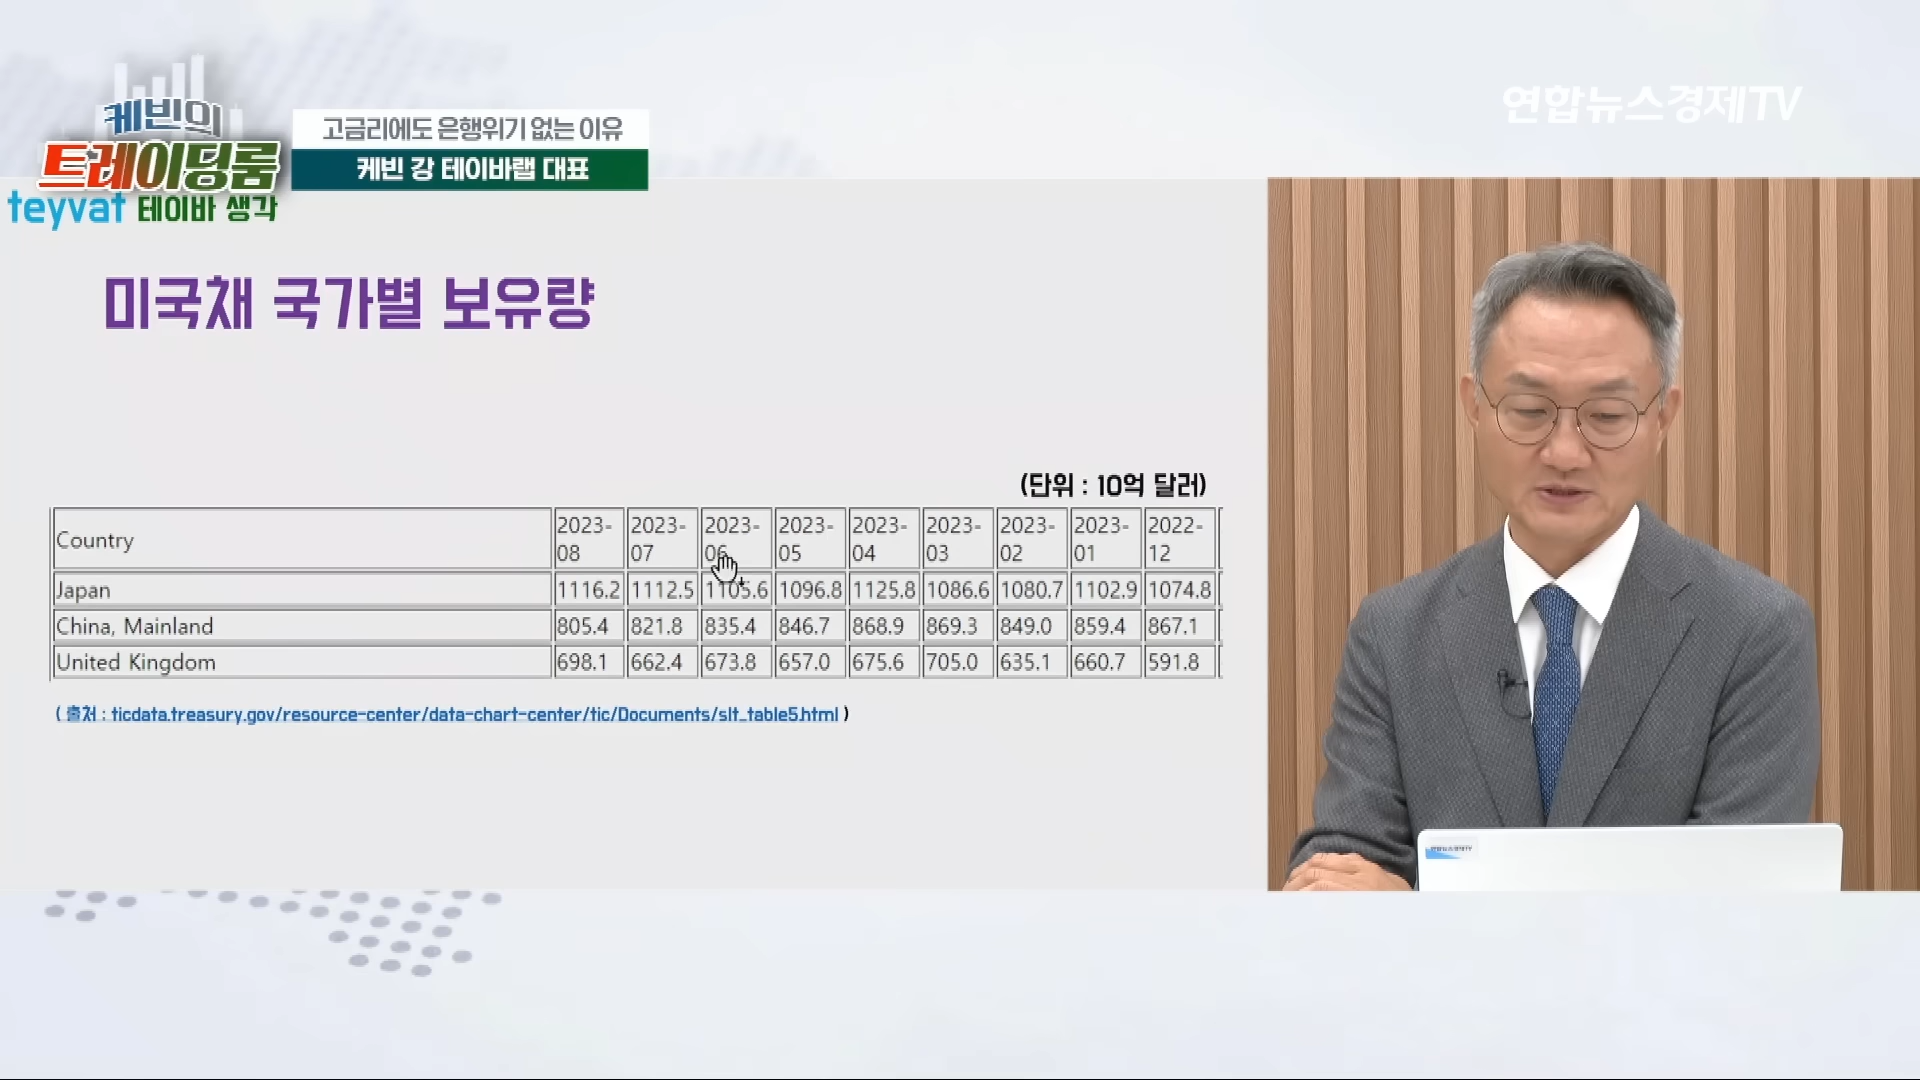 케빈의
트레이딩룸
teyvat 테이바 생각
고금리에도 은행위기 없는 이유
케빈 강 테이바랩 대표
연합뉴스경제TV
미국채 국가별 보유량
(단위 : 10억 달러)
Country 2023-08 2023-07 2023-06 2023-05 2023-04 2023-03 2023-02 2023-01 2022-12
Japan 1116.2 1112.5 1105.6 1096.8 1125.8 1086.6 1080.7 1102.9 1074.8
China, Mainland 805.4 821.8 835.4 846.7 868.9 869.3 849.0 859.4 867.1
United Kingdom 698.1 662.4 673.8 657.0 675.6 705.0 635.1 660.7 591.8
( 출처 : ticdata.treasury.gov/resource-center/data-chart-center/tic/Documents/slt_table5.html )
연합뉴스경제TV